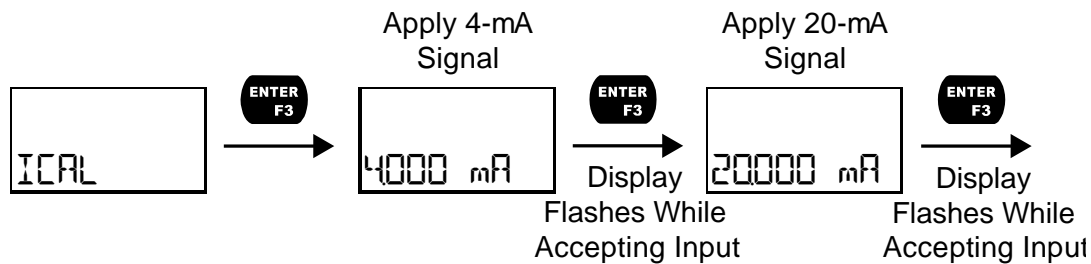 Apply 4-mA
Signal
Apply 20-mA
Signal
ENTER
F3
ENTER
F3
ENTER
F3
ICAL
4.000 mA
20.000 mA
Display
Flashes While
Accepting Input
Display
Flashes While
Accepting Input